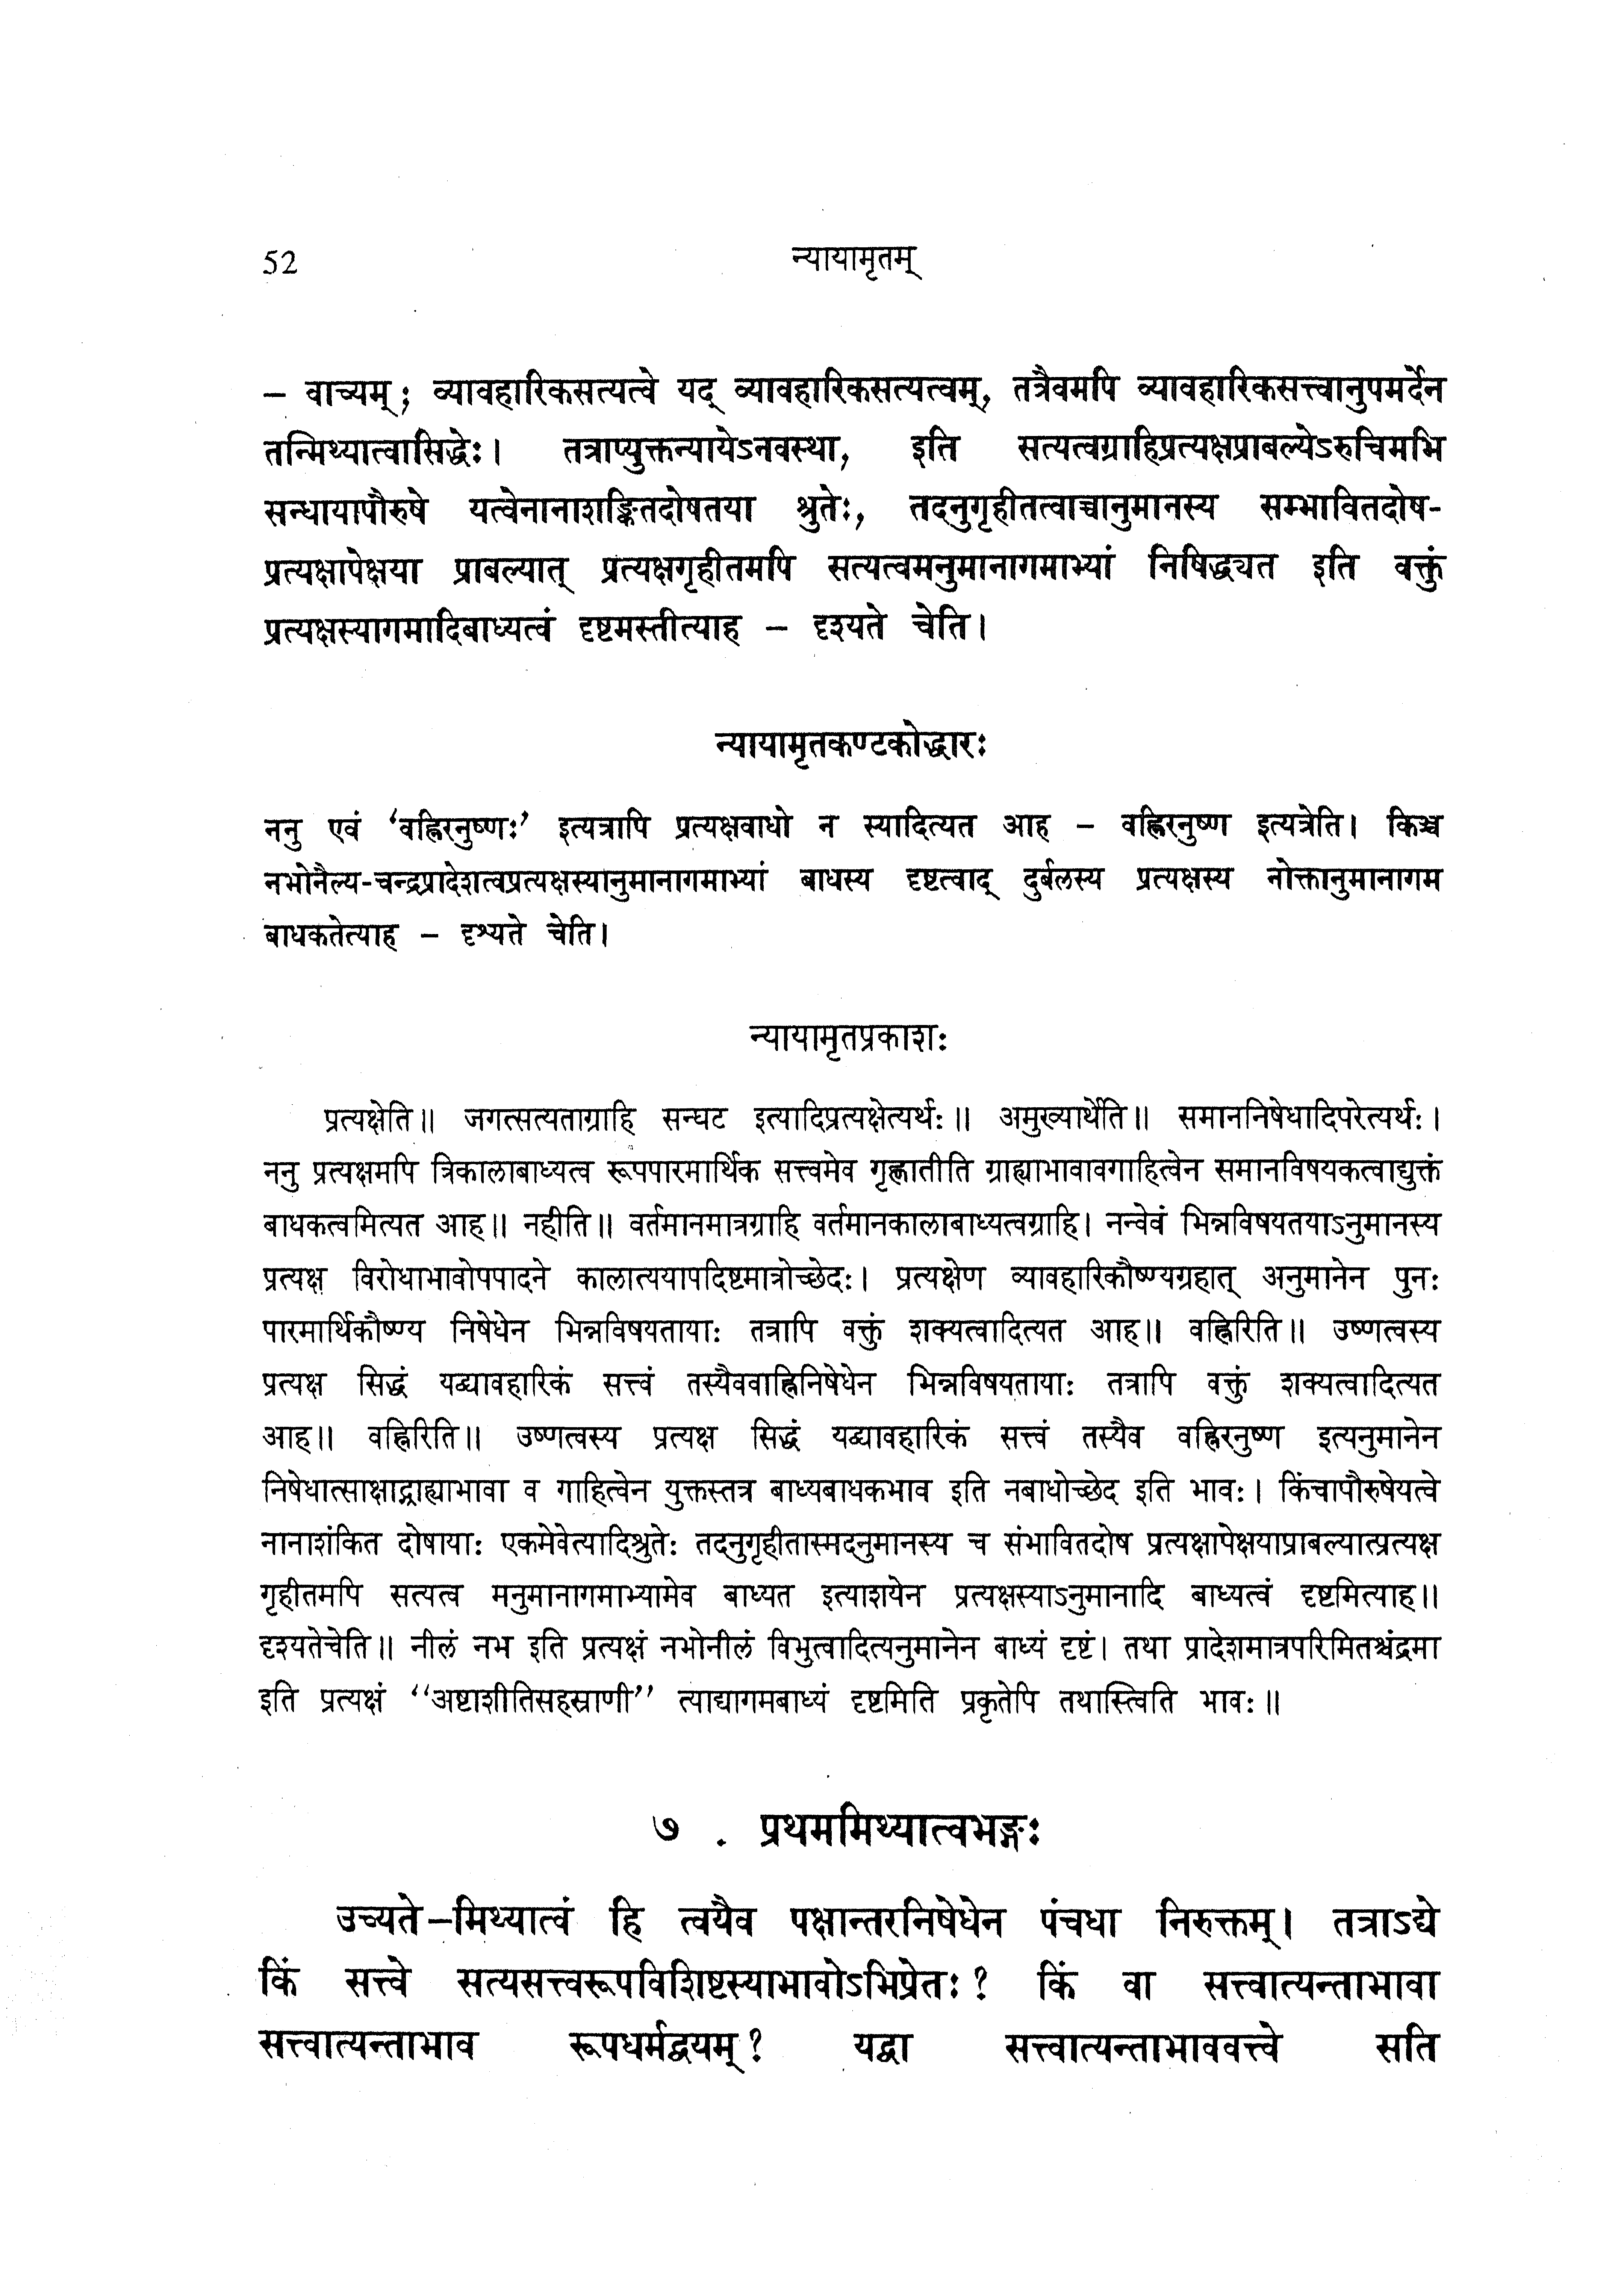 52
न्यायामृतम्
– वाच्यम् ; व्यावहारिकसत्यत्वे यद् व्यावहारिकसत्यत्वम्, तत्रैवमपि व्यावहारिकसत्त्वानुपमर्देन
तन्मिथ्यात्वासिद्धेः। तत्राप्युक्तन्यायेऽनवस्था, इति सत्यत्वग्राहिप्रत्यक्षप्राबल्येऽरुचिमभि
सन्धायापौरुषे यत्वेनानाशङ्कितदोषतया श्रुतेः, तदनुगृहीतत्वाच्चानुमानस्य सम्भावितदोष-
प्रत्यक्षापेक्षया प्राबल्यात् प्रत्यक्षगृहीतमपि सत्यत्वमनुमानागमाभ्यां निषिद्ध्यत इति वक्तुं
प्रत्यक्षस्यागमादिबाध्यत्वं दृष्टमस्तीत्याह – दृश्यते चेति।
न्यायामृतकण्टकोद्धारः
ननु एवं ‘वह्निरनुष्णः’ इत्यत्रापि प्रत्यक्षवाधो न स्यादित्यत आह – वह्निरनुष्ण इत्यत्रेति। किञ्च
नभोनैल्य-चन्द्रप्रादेशत्वप्रत्यक्षस्यानुमानागमाभ्यां बाधस्य दृष्टत्वाद् दुर्बलस्य प्रत्यक्षस्य नोक्तानुमानागम
बाधकतेत्याह – दृश्यते चेति।
न्यायामृतप्रकाशः
प्रत्यक्षेति॥ जगत्सत्यताग्राहि सन्घट इत्यादिप्रत्यक्षेत्यर्थः॥ अमुख्यार्थेति॥ समाननिषेधादिपरेत्यर्थः।
ननु प्रत्यक्षमपि त्रिकालाबाध्यत्व रूपपारमार्थिक सत्त्वमेव गृह्णातीति ग्राह्याभावावगाहित्वेन समानविषयकत्वाद्युक्तं
बाधकत्वमित्यत आह॥ नहीति॥ वर्तमानमात्रग्राहि वर्तमानकालाबाध्यत्वग्राहि। नन्वेवं भिन्नविषयतयाऽनुमानस्य
प्रत्यक्ष विरोधाभावोपपादने कालात्ययापदिष्टमात्रोच्छेदः। प्रत्यक्षेण व्यावहारिकौष्ण्यग्रहात् अनुमानेन पुनः
पारमार्थिकौष्ण्य निषेधेन भिन्नविषयतायाः तत्रापि वक्तुं शक्यत्वादित्यत आह॥ वह्निरिति॥ उष्णत्वस्य
प्रत्यक्ष सिद्धं यद्व्यावहारिकं सत्त्वं तस्यैववाह्निनिषेधेन भिन्नविषयतायाः तत्रापि वक्तुं शक्यत्वादित्यत
आह॥ वह्निरिति॥ उष्णत्वस्य प्रत्यक्ष सिद्धं यद्व्यावहारिकं सत्त्वं तस्यैव वह्निरनुष्ण इत्यनुमानेन
निषेधात्साक्षाद्ग्राह्याभावा व गाहित्वेन युक्तस्तत्र बाध्यबाधकभाव इति नबाधोच्छेद इति भावः। किंचापौरुषेयत्वे
नानाशंकित दोषायाः एकमेवेत्यादिश्रुतेः तदनुगृहीतास्मदनुमानस्य च संभावितदोष प्रत्यक्षापेक्षयाप्राबल्यात्प्रत्यक्ष
गृहीतमपि सत्यत्व मनुमानागमाभ्यामेव बाध्यत इत्याशयेन प्रत्यक्षस्याऽनुमानादि बाध्यत्वं दृष्टमित्याह॥
दृश्यतेचेति॥ नीलं नभ इति प्रत्यक्षं नभोनीलं विभुत्वादित्यनुमानेन बाध्यं दृष्टं। तथा प्रादेशमात्रपरिमितश्चंद्रमा
इति प्रत्यक्षं ‘‘अष्टाशीतिसहस्राणी’’ त्याद्यागमबाध्यं दृष्टमिति प्रकृतेपि तथास्त्विति भावः॥
७ . प्रथममिथ्यात्वभङ्गः
उच्यते–मिथ्यात्वं हि त्वयैव पक्षान्तरनिषेधेन पंचधा निरुक्तम्। तत्राऽद्ये
किं सत्त्वे सत्यसत्त्वरूपविशिष्टस्याभावोऽभिप्रेतः? किं वा सत्त्वात्यन्ताभावा
सत्त्वात्यन्ताभाव रूपधर्मद्वयम्? यद्वा सत्त्वात्यन्ताभाववत्त्वे सति